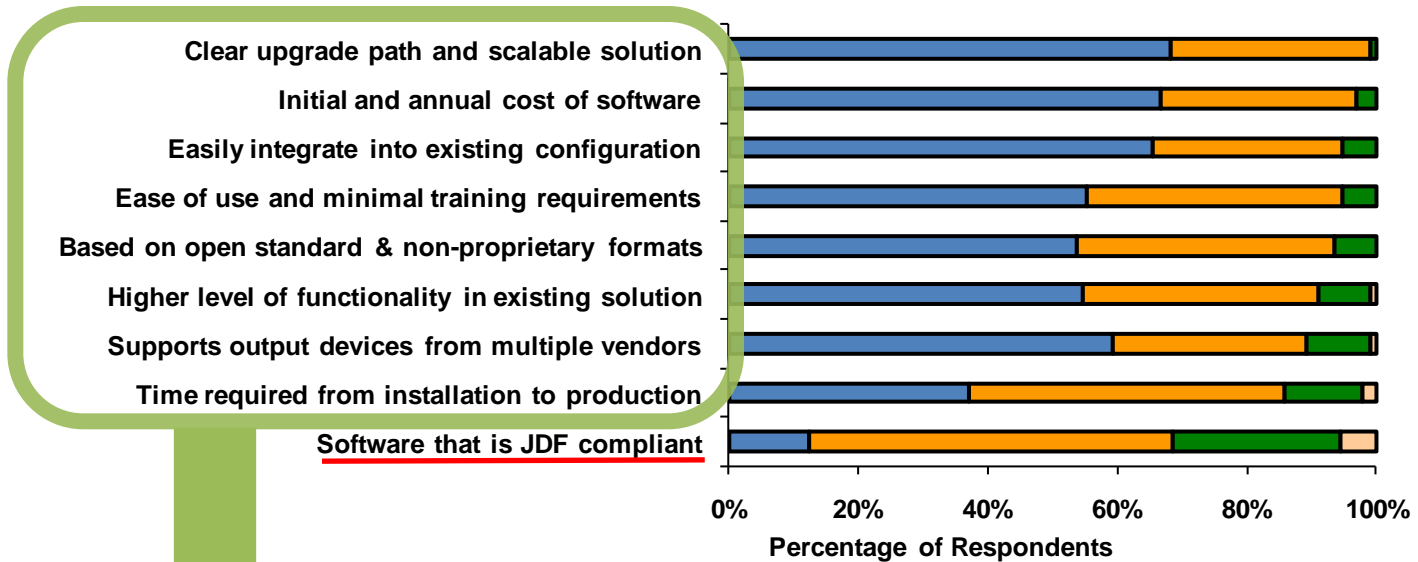 Clear upgrade path and scalable solution
Initial and annual cost of software
Easily integrate into existing configuration
Ease of use and minimal training requirements
Based on open standard & non-proprietary formats
Higher level of functionality in existing solution
Supports output devices from multiple vendors
Time required from installation to production
Software that is JDF compliant
0% 20% 40% 60% 80% 100%
Percentage of Respondents